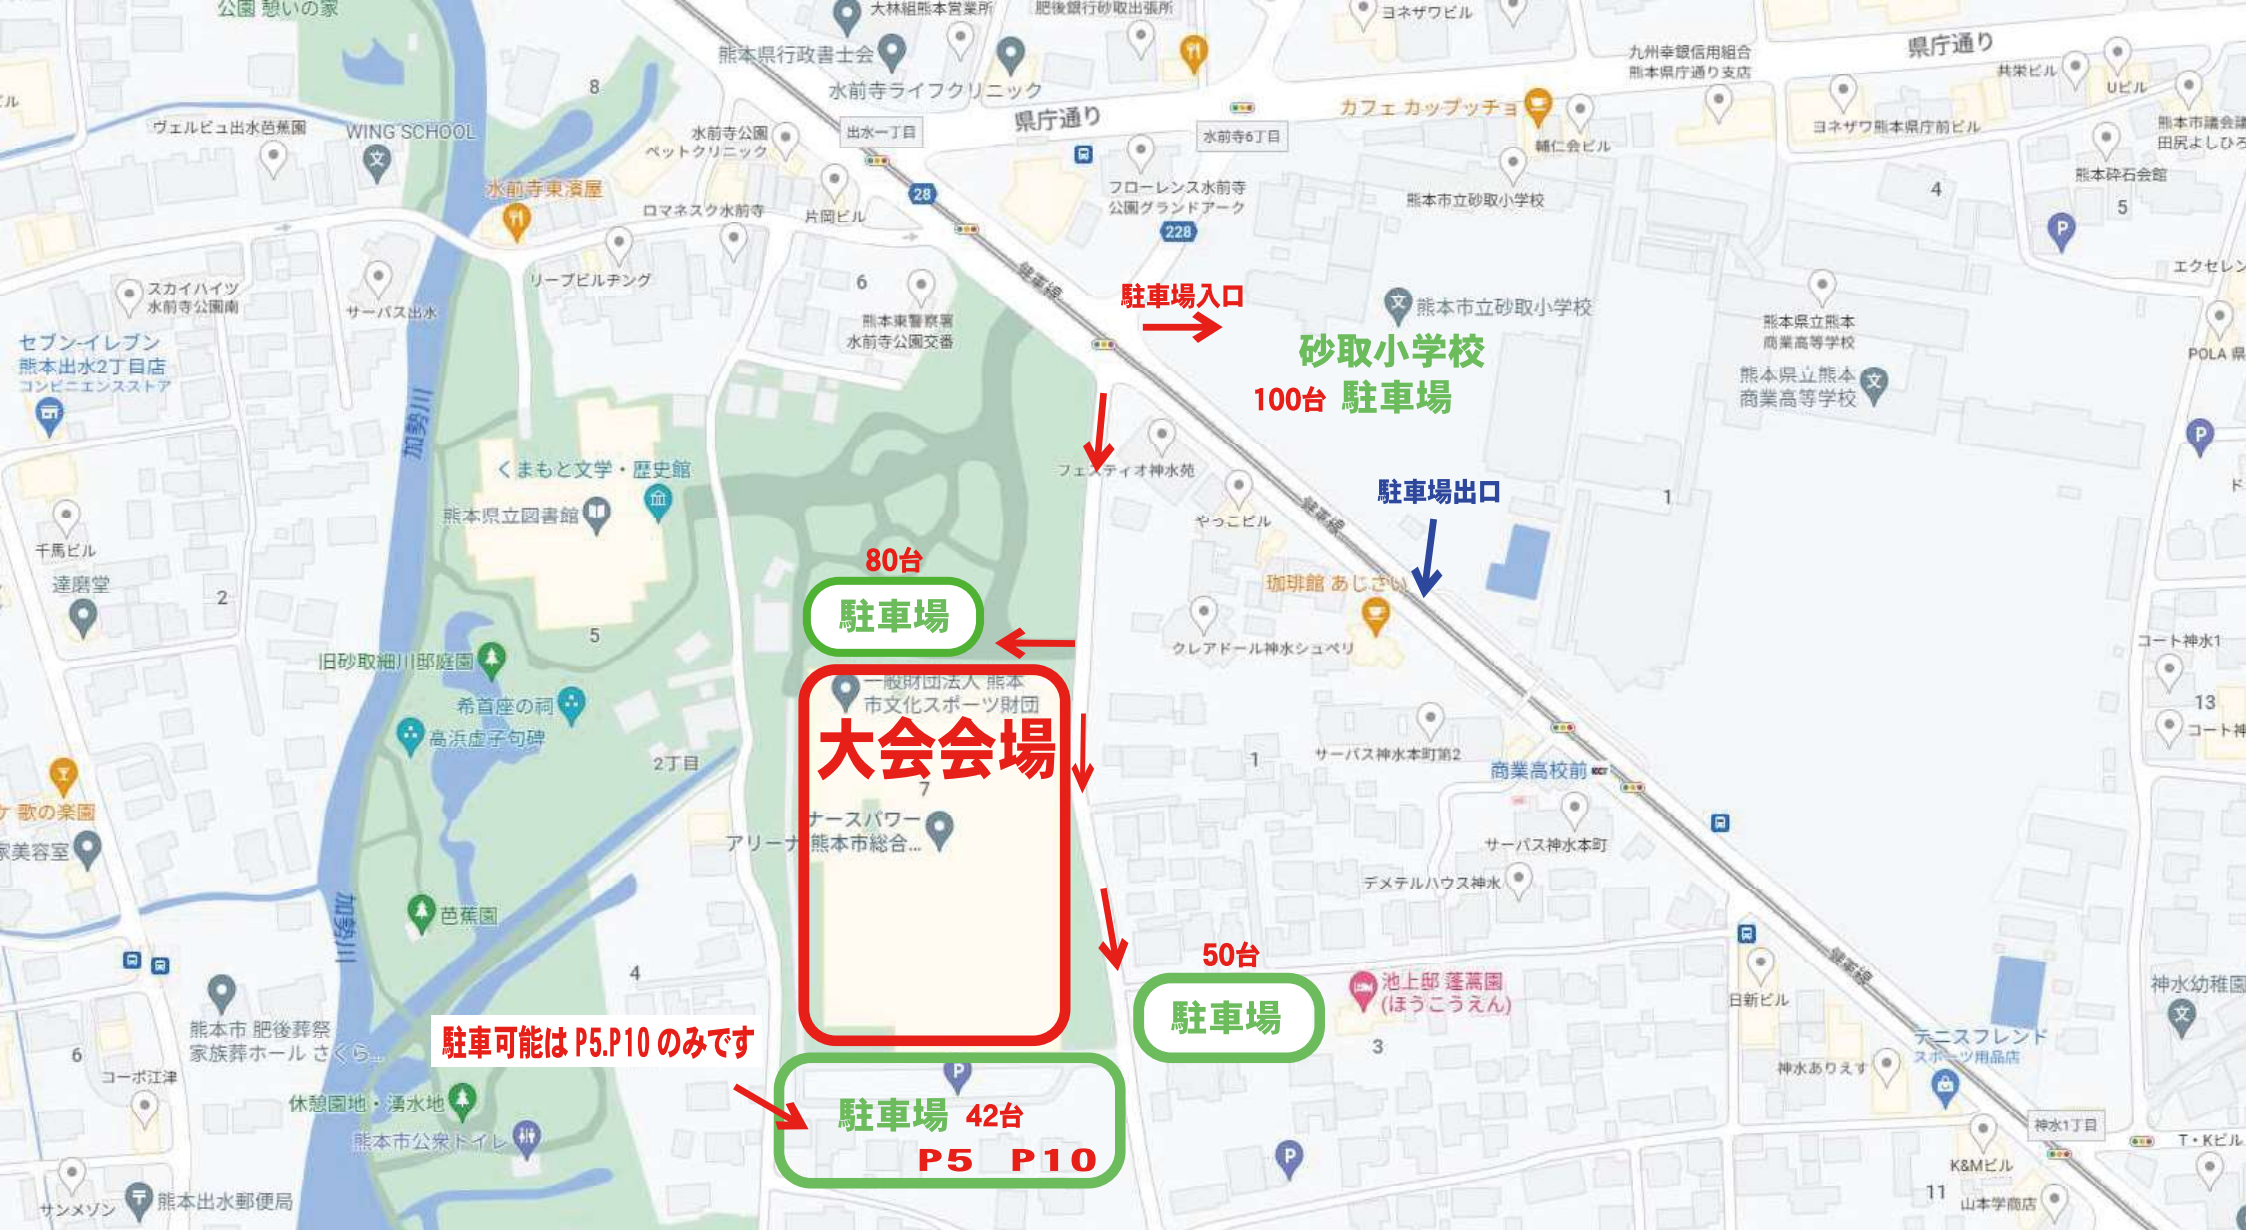 公園 憩いの家
大林組熊本営業所
肥後銀行砂取出張所
ヨネザワビル
熊本県行政書士会
水前寺ライフクリニック
九州幸銀信用組合
熊本県庁通り支店
県庁通り
共栄ビル
Uビル
8
ヴェルビュ出水芭蕉園
WING SCHOOL
水前寺公園
ペットクリニック
出水一丁目
県庁通り
水前寺6丁目
カフェ カップッチョ
輔仁会ビル
ヨネザワ熊本県庁前ビル
熊本市議会議
田尻よしひろ
熊本砕石会館
水前寺東濱屋
ロマネスク水前寺
片岡ビル
28
フローレンス水前寺
公園グランドアーク
228
熊本市立砂取小学校
4
5
P
スカイハイツ
水前寺公園南
サーパス出水
リーブビルヂング
6
健軍線
駐車場入口
熊本市立砂取小学校
エクセレン
熊本東警察署
水前寺公園交番
砂取小学校
100台 駐車場
熊本県立熊本
商業高等学校
熊本県立熊本
商業高等学校
POLA 県
セブン-イレブン
熊本出水2丁目店
コンビニエンスストア
加勢川
くまもと文学・歴史館
熊本県立図書館
フェスティオ神水苑
やっこビル
健軍線
駐車場出口
1
P
千馬ビル
達磨堂
2
5
80台
駐車場
珈琲館 あじさい
クレアドール神水シュペリ
コート神水1
旧砂取細川邸庭園
希首座の祠
高浜虚子句碑
2丁目
一般財団法人 熊本
市文化スポーツ財団
大会会場
7
ナースパワー
アリーナ 熊本市総合...
1
サーパス神水本町第2
商業高校前
サーパス神水本町
デメテルハウス神水
13
コート神
ケ 歌の楽園
家美容室
芭蕉園
加勢川
4
50台
駐車場
池上邸 蓬蒿園
(ほうこうえん)
3
日新ビル
健軍線
神水幼稚園
テニスフレンド
スポーツ用品店
神水ありえす
熊本市 肥後葬祭
家族葬ホール さくら...
6
コーポ江津
駐車可能は P5.P10 のみです
休憩園地・湧水地
熊本市公衆トイレ
P
駐車場 42台
P5 P10
P
神水1丁目
T・Kビル
K&Mビル
11
山本学商店
サンメゾン
熊本出水郵便局